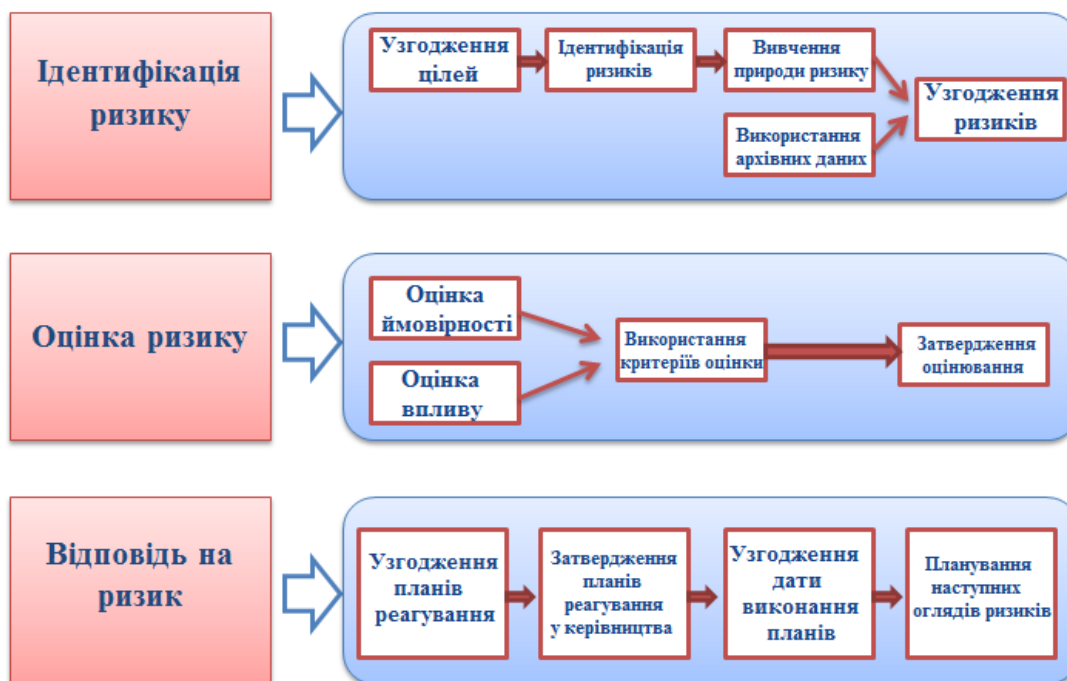 Ідентифікація
ризику
Узгодження
цілей
Ідентифікація
ризиків
Вивчення
природи ризику
Використання
архівних даних
Узгодження
ризиків
Оцінка ризику
Оцінка
ймовірності
Оцінка
впливу
Використання
критеріїв оцінки
Затвердження
оцінювання
Відповідь на
ризик
Узгодження
планів
реагування
Затвердження
планів
реагування
у керівництва
Узгодження
дати
виконання
планів
Планування
наступних
оглядів ризиків